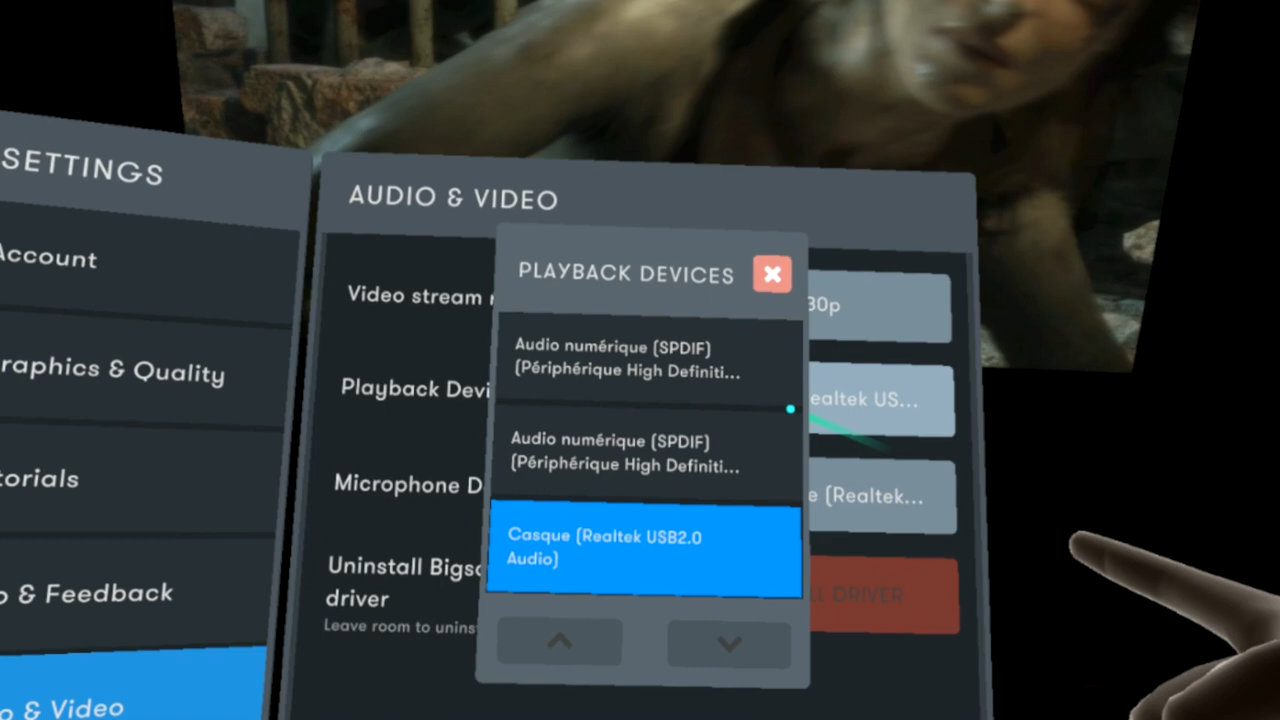 SETTINGS
Account
raphics & Quality
torials
o & Feedback
o & Video
AUDIO & VIDEO
Video stream
30p
Playback Devi
ealtek US...
Microphone D
e (Realtek...
Uninstall Bigsc
driver
Leave room to unins
LL DRIVER
PLAYBACK DEVICES
Audio numérique (SPDIF)
(Périphérique High Definiti...
Audio numérique (SPDIF)
(Périphérique High Definiti...
Casque (Realtek USB2.0
Audio)